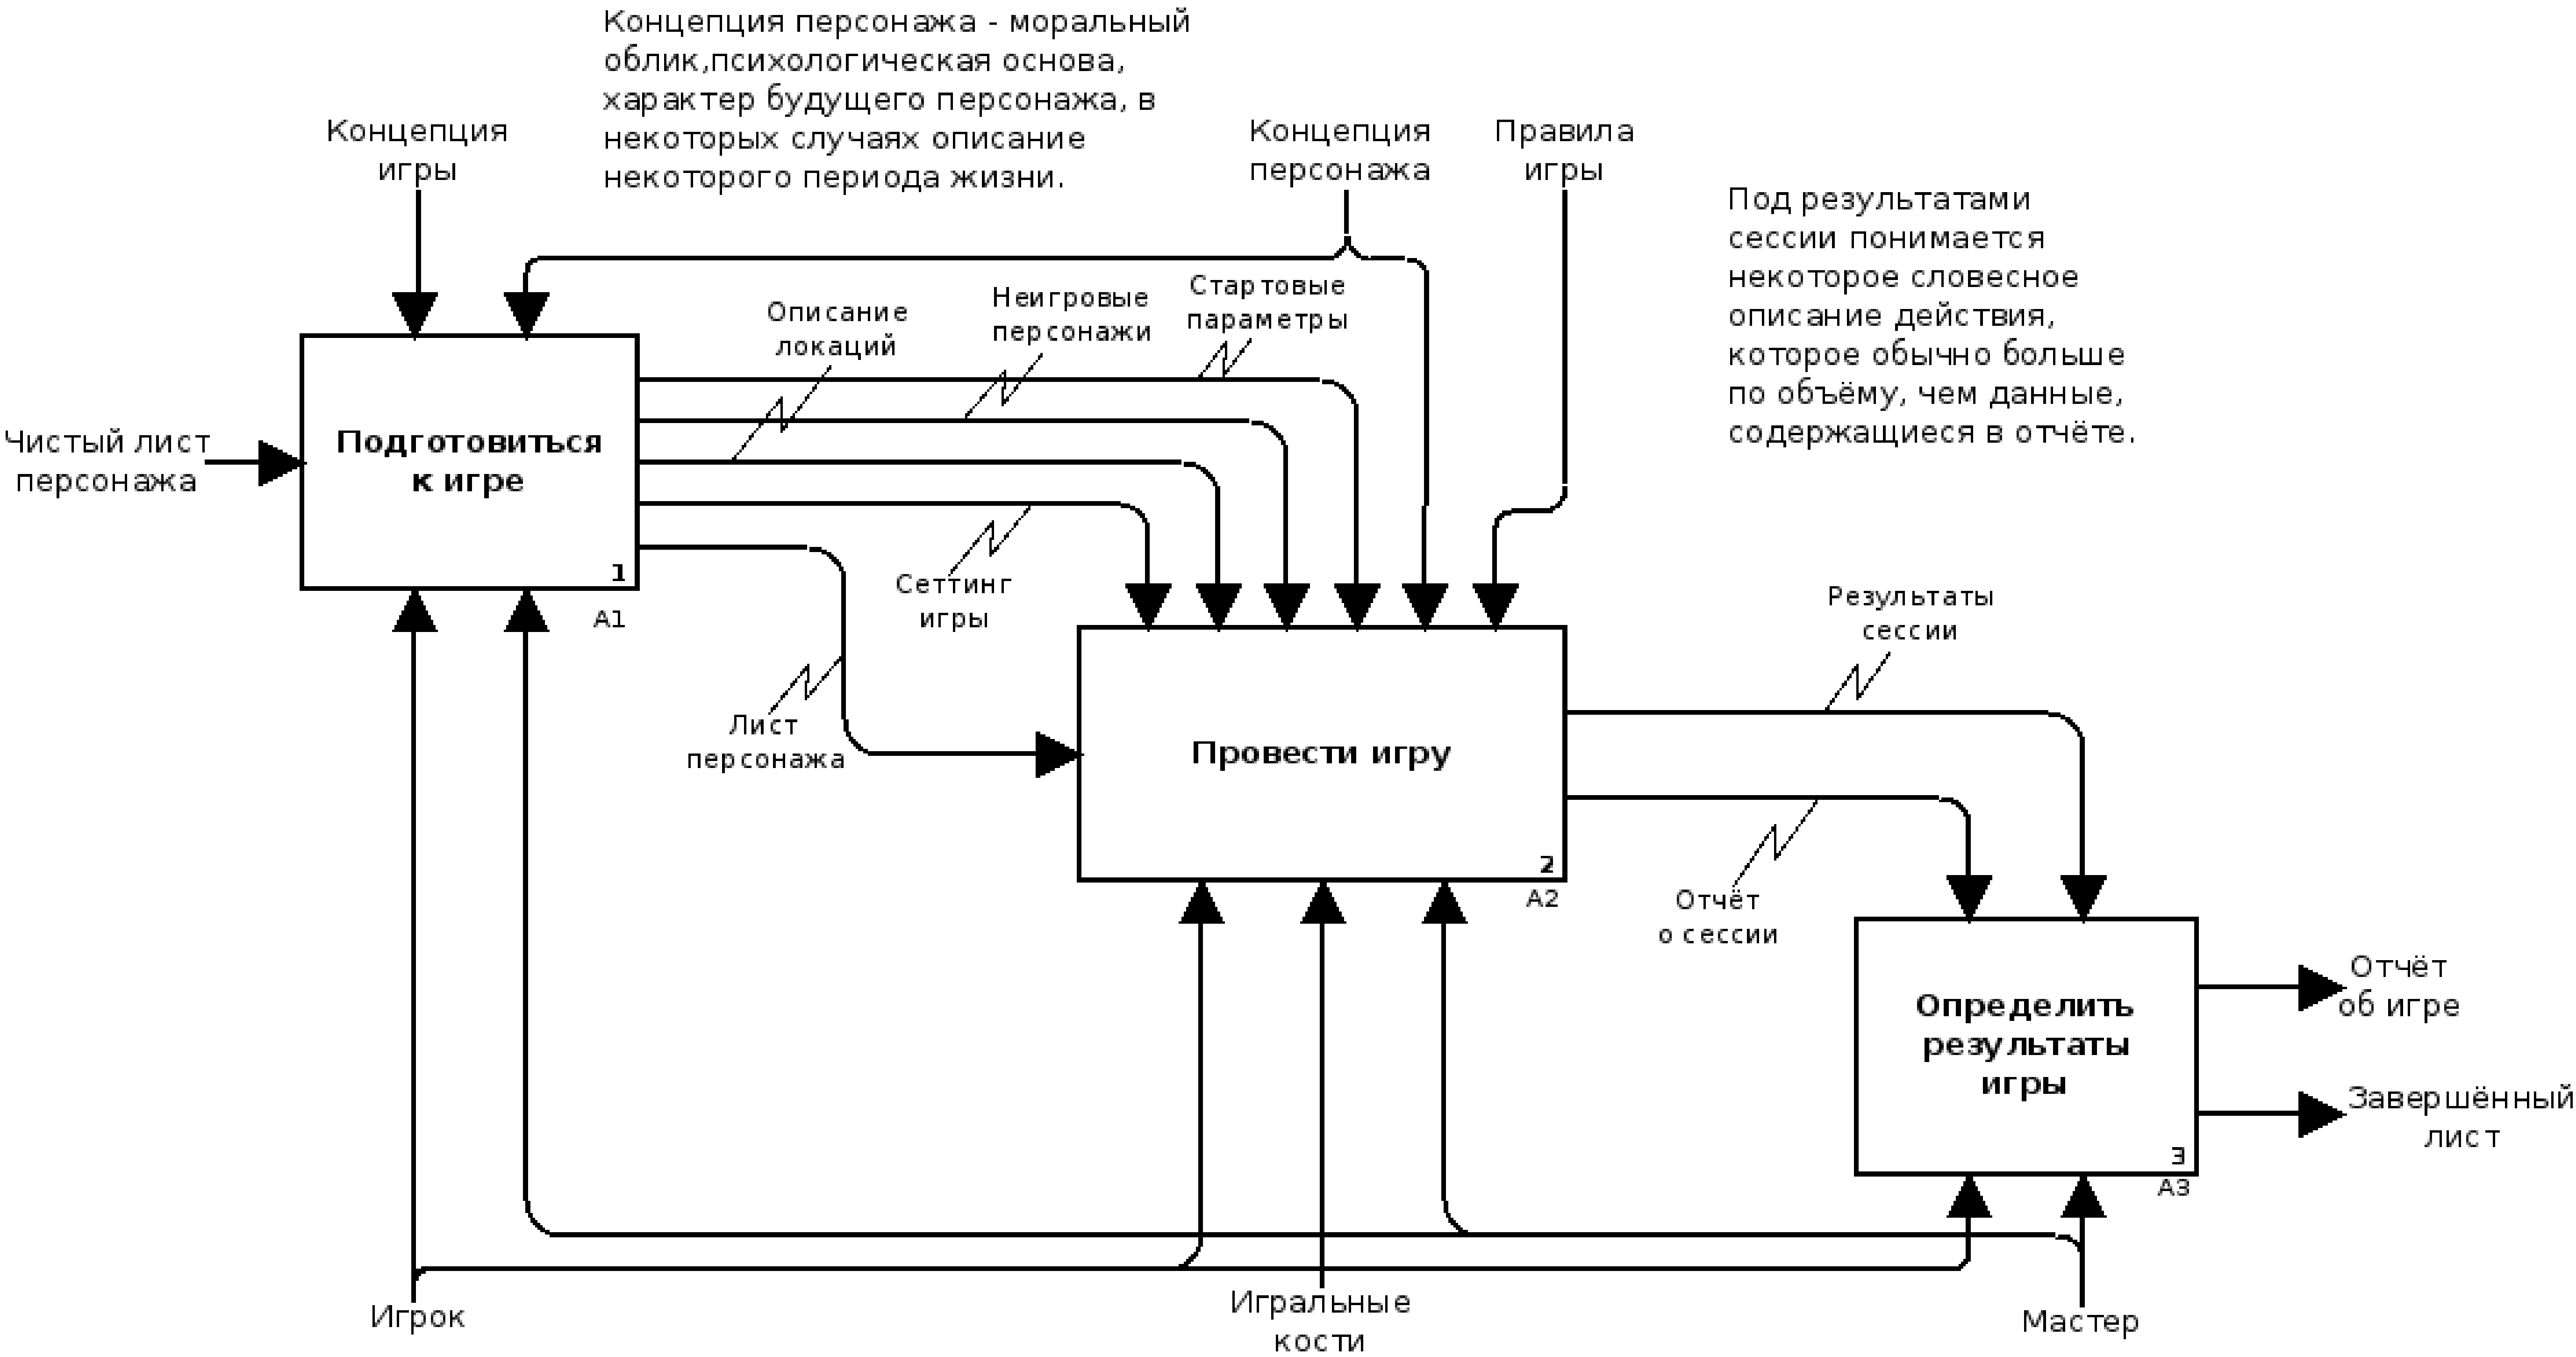 Концепция персонажа - моральный
облик,психологическая основа,
характер будущего персонажа, в
некоторых случаях описание
некоторого периода жизни.
Концепция
игры
Концепция
персонажа
Правила
игры
Под результатами
сессии понимается
некоторое словесное
описание действия,
которое обычно больше
по объёму, чем данные,
содержащиеся в отчёте.
Описание
локаций
Неигровые
персонажи
Стартовые
параметры
Чистый лист
персонажа
Подготовиться
к игре
1
А1
Сеттинг
игры
Лист
персонажа
Провести игру
2
А2
Результаты
сессии
Отчёт
о сессии
Определить
результаты
игры
3
А3
Отчёт
об игре
Завершённый
лист
Игрок
Игральные
кости
Мастер